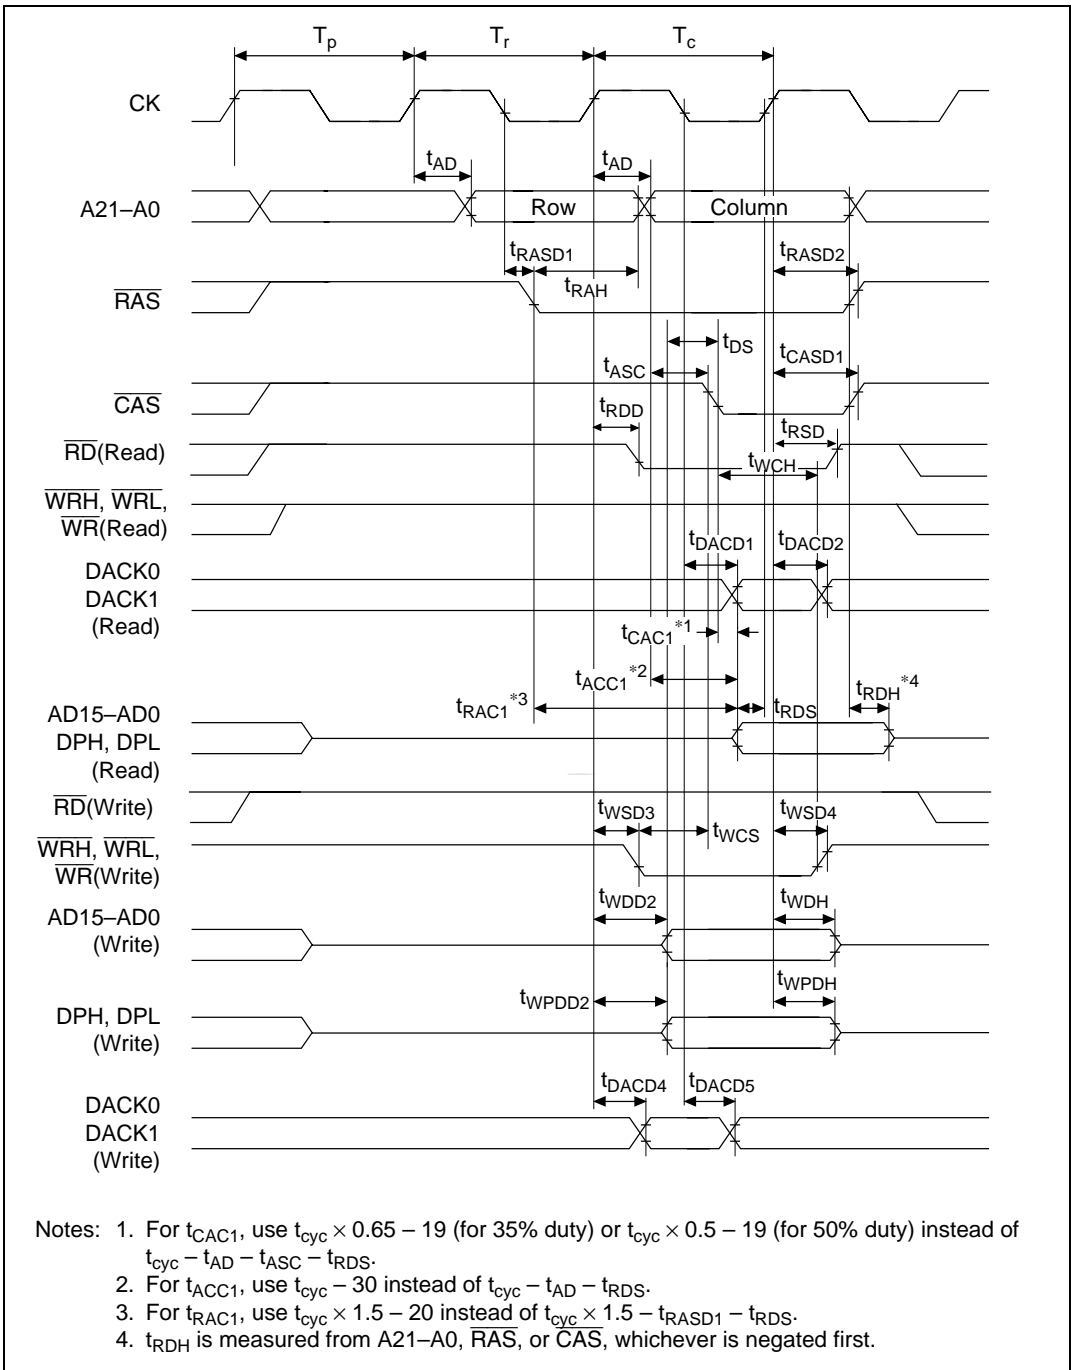 Tp Tr Tc
CK
tAD tAD
A21–A0 Row Column
tRASD1 tRASD2
tRAH
RAS
tDS
tASC tCASD1
CAS
tRDD
tRSD
RD(Read)
tWCH
WRH, WRL,
WR(Read)
tDACD1 tDACD2
DACK0
DACK1
(Read)
tCAC1*1
tACC1*2
tRAC1*3 tRDS tRDH*4
AD15–AD0
DPH, DPL
(Read)
RD(Write)
tWSD3 tWCS tWSD4
WRH, WRL,
WR(Write)
tWDD2 tWDH
AD15–AD0
(Write)
tWPDD2 tWPDH
DPH, DPL
(Write)
tDACD4 tDACD5
DACK0
DACK1
(Write)
Notes: 1. For tCAC1, use tcyc × 0.65 – 19 (for 35% duty) or tcyc × 0.5 – 19 (for 50% duty) instead of
tcyc – tAD – tASC – tRDS.
2. For tACC1, use tcyc – 30 instead of tcyc – tAD – tRDS.
3. For tRAC1, use tcyc × 1.5 – 20 instead of tcyc × 1.5 – tRASD1 – tRDS.
4. tRDH is measured from A21–A0, RAS, or CAS, whichever is negated first.